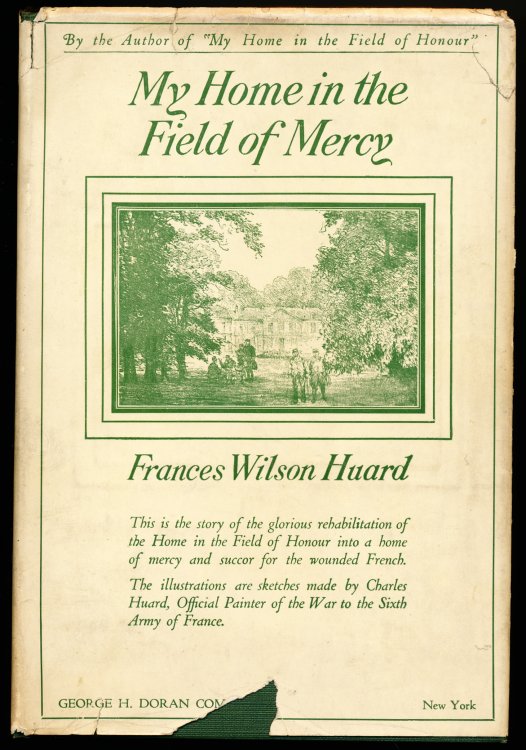 By the Author of "My Home in the Field of Honour"
My Home in the
Field of Mercy
Frances Wilson Huard
This is the story of the glorious rehabilitation of
the Home in the Field of Honour into a home
of mercy and succor for the wounded French.
The illustrations are sketches made by Charles
Huard, Official Painter of the War to the Sixth
Army of France.
GEORGE H. DORAN COM
New York